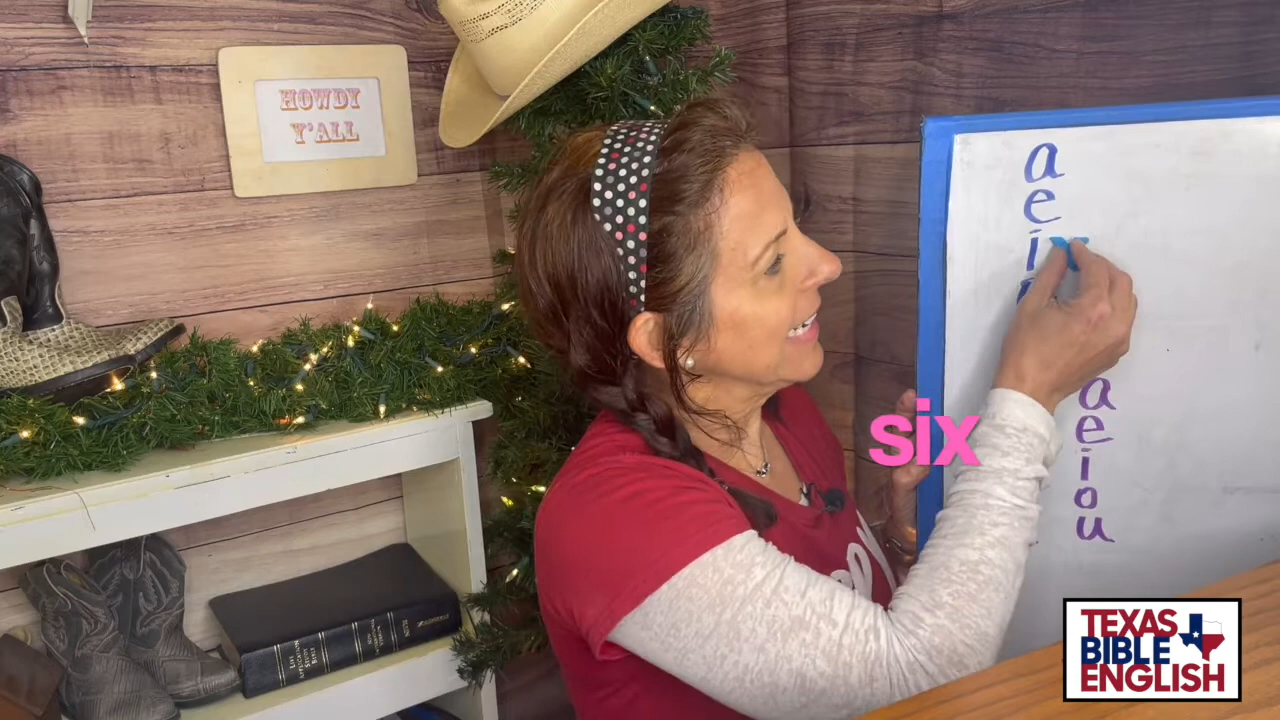 HOWDY
Y'ALL
a
e
i x
six
a
e
i
o
u
TEXAS
BIBLE
ENGLISH